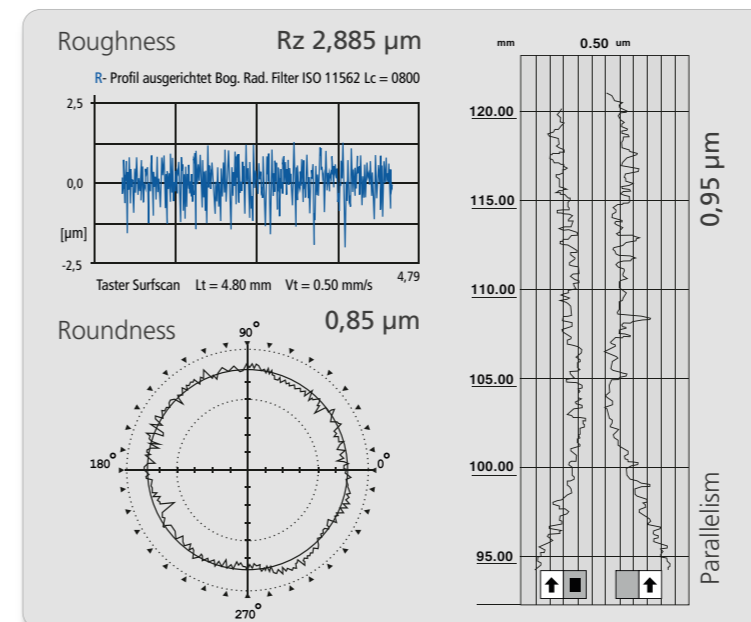 Roughness
Rz 2,885 µm
R- Profil ausgerichtet Bog. Rad. Filter ISO 11562 Lc = 0800
2,5
0,0
[µm]
-2,5
4,79
Taster Surfscan Lt = 4.80 mm Vt = 0.50 mm/s
Roundness
0,85 µm
90°
180°
0°
270°
mm
0.50 um
120.00
115.00
110.00
105.00
100.00
95.00
0,95 µm
Parallelism